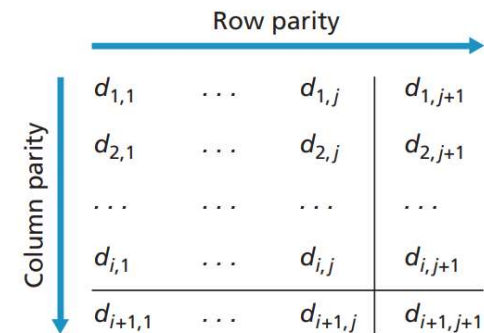 Row parity
Column parity
d1,1 ... d1,j d1,j+1
d2,1 ... d2,j d2,j+1
... ... ... ...
di,1 ... di,j di,j+1
di+1,1 ... di+1,j di+1,j+1